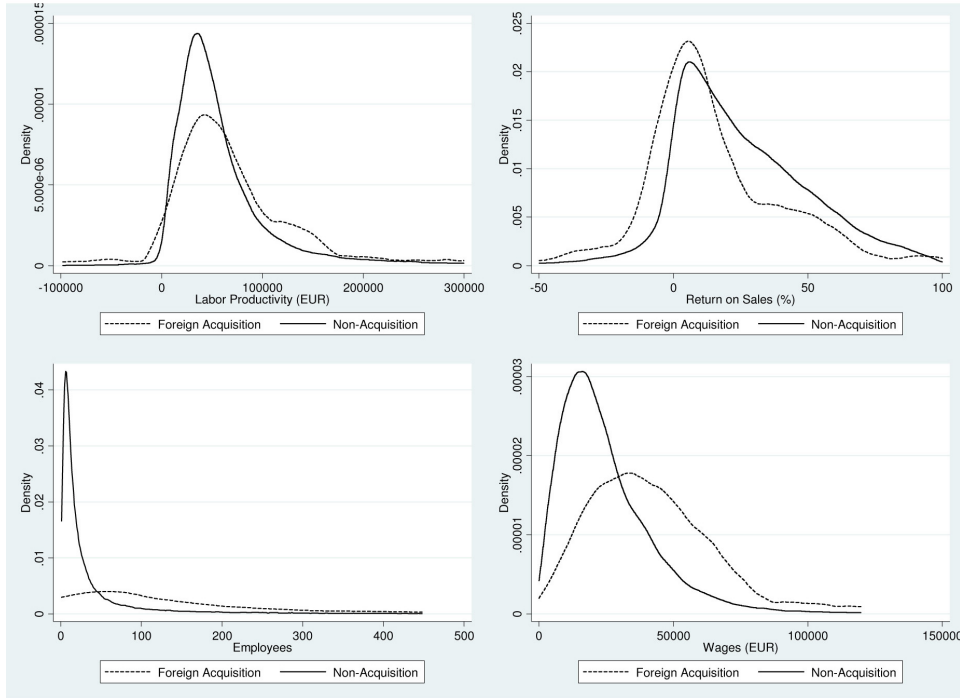 Density
0
5.000e-06
.00001
.000015
-100000 0 100000 200000 300000
Labor Productivity (EUR)
Foreign Acquisition Non-Acquisition
Density
0
.005
.01
.015
.02
.025
-50 0 50 100
Return on Sales (%)
Foreign Acquisition Non-Acquisition
Density
0
.01
.02
.03
.04
0 100 200 300 400 500
Employees
Foreign Acquisition Non-Acquisition
Density
0
.00001
.00002
.00003
0 50000 100000 150000
Wages (EUR)
Foreign Acquisition Non-Acquisition